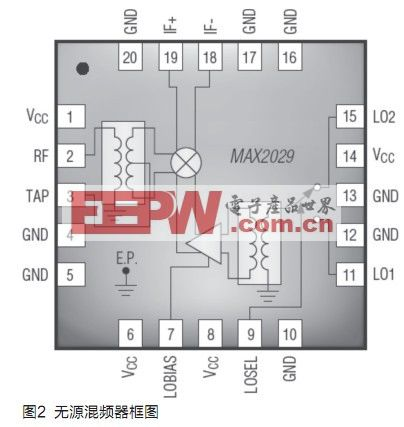 GND IF+ IF- GND GND
20 19 18 17 16
VCC 1
RF 2
TAP 3
GND 4
GND 5
MAX2029
15 LO2
14 VCC
13 GND
12 GND
11 LO1
EEPW
電子産品世界
.com.cn
E.P.
6 7 8 9 10
VCC LOBIAS VCC LOSEL GND
图2 无源混频器框图